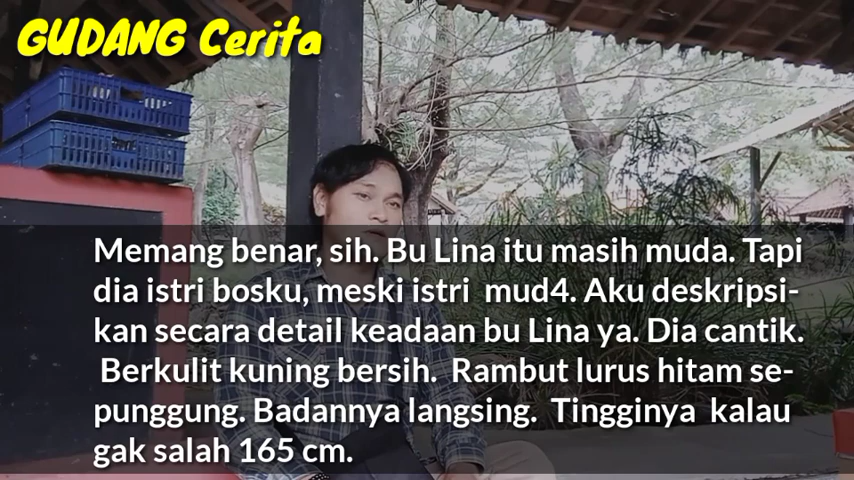 GUDANG Cerita
Memang benar, sih. Bu Lina itu masih muda. Tapi
dia istri bosku, meski istri mud4. Aku deskripsi-
kan secara detail keadaan bu Lina ya. Dia cantik.
Berkulit kuning bersih. Rambut lurus hitam se-
punggung. Badannya langsing. Tingginya kalau
gak salah 165 cm.